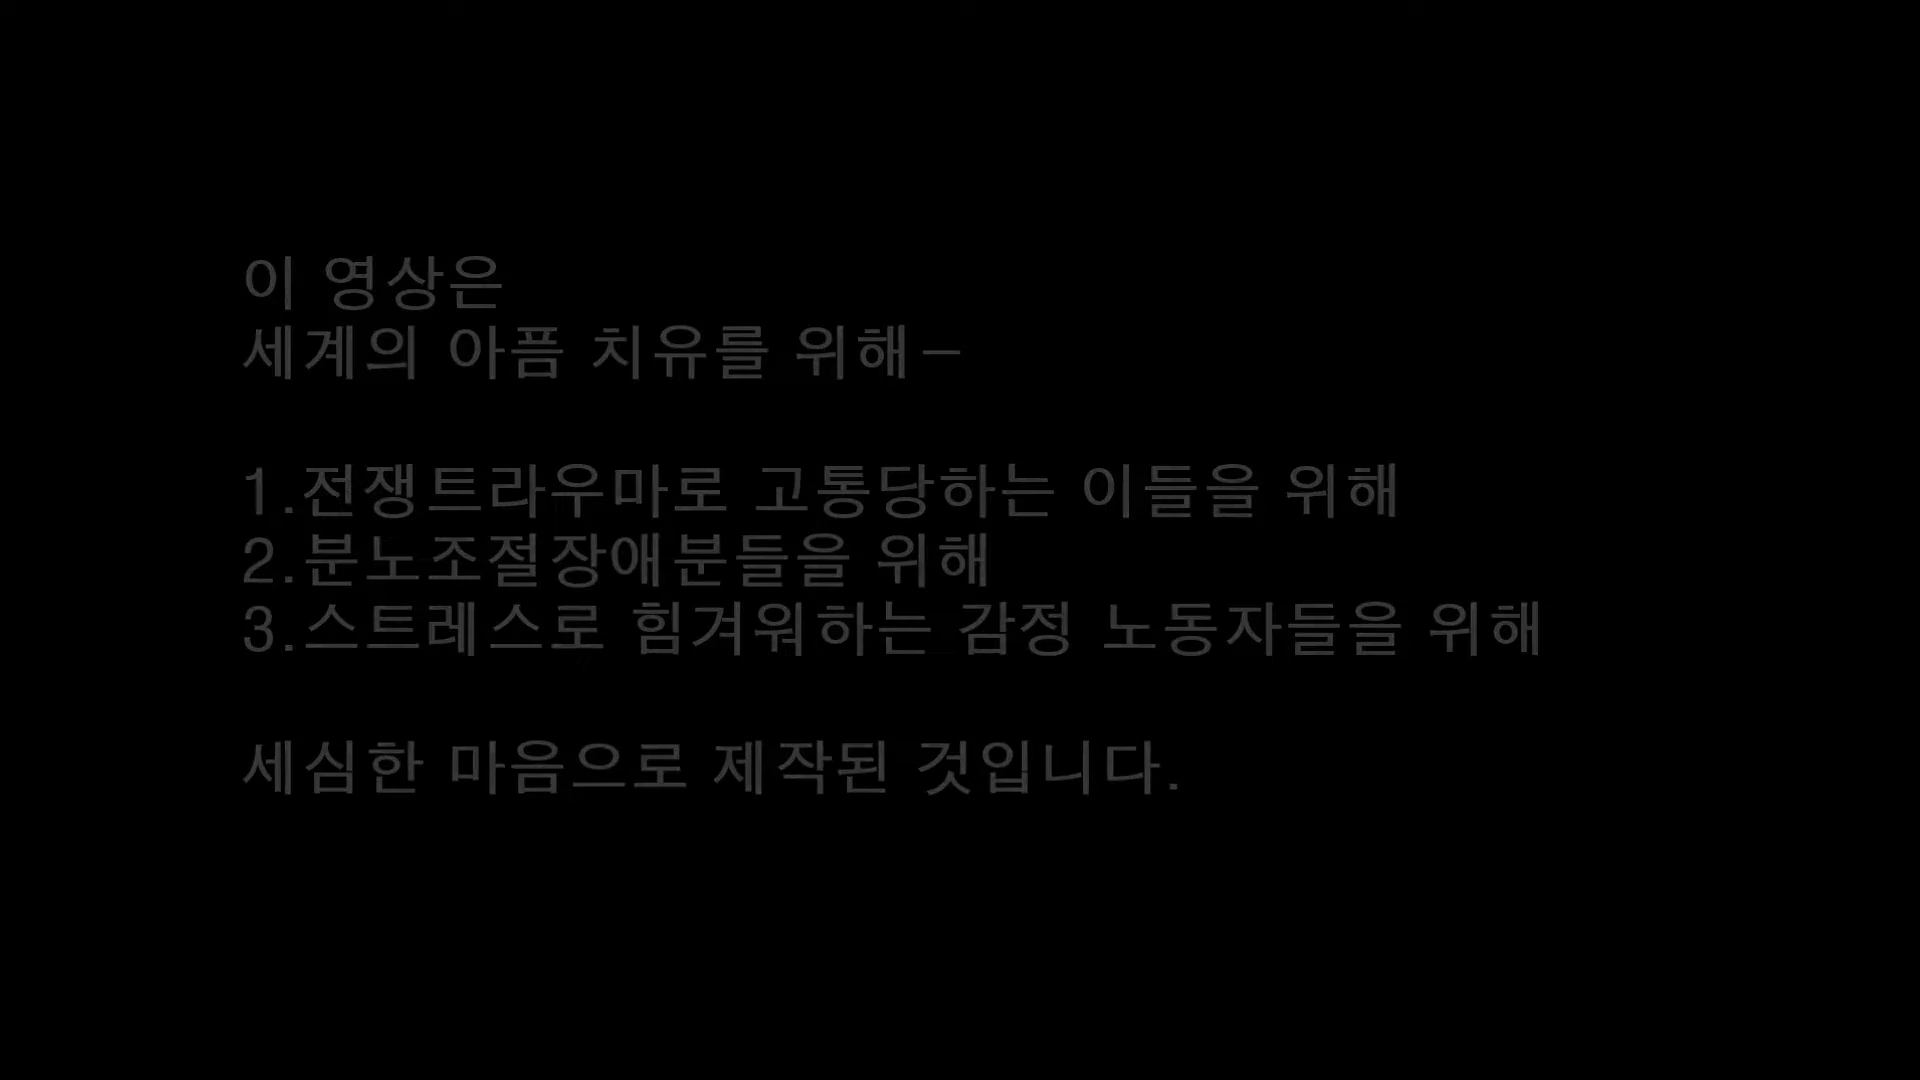 이 영상은
세계의 아픔 치유를 위해-
1.전쟁트라우마로 고통당하는 이들을 위해
2.분노조절장애분들을 위해
3.스트레스로 힘겨워하는 감정 노동자들을 위해
세심한 마음으로 제작된 것입니다.